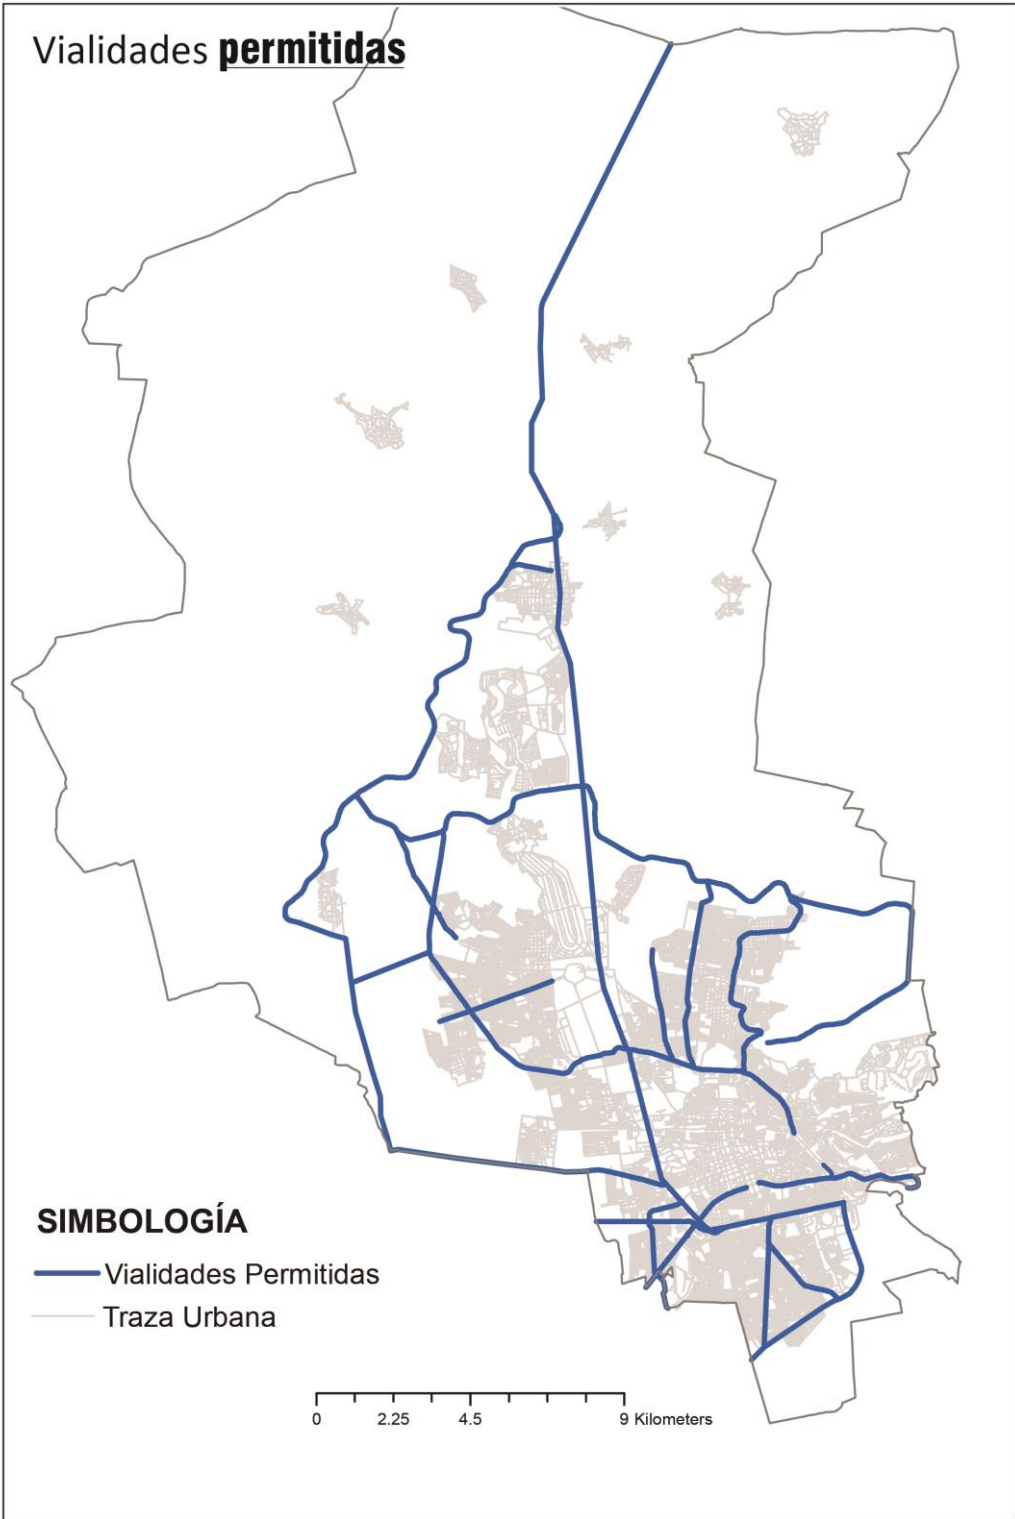 Vialidades permitidas
SIMBOLOGÍA
Vialidades Permitidas
Traza Urbana
0 2.25 4.5 9 Kilometers